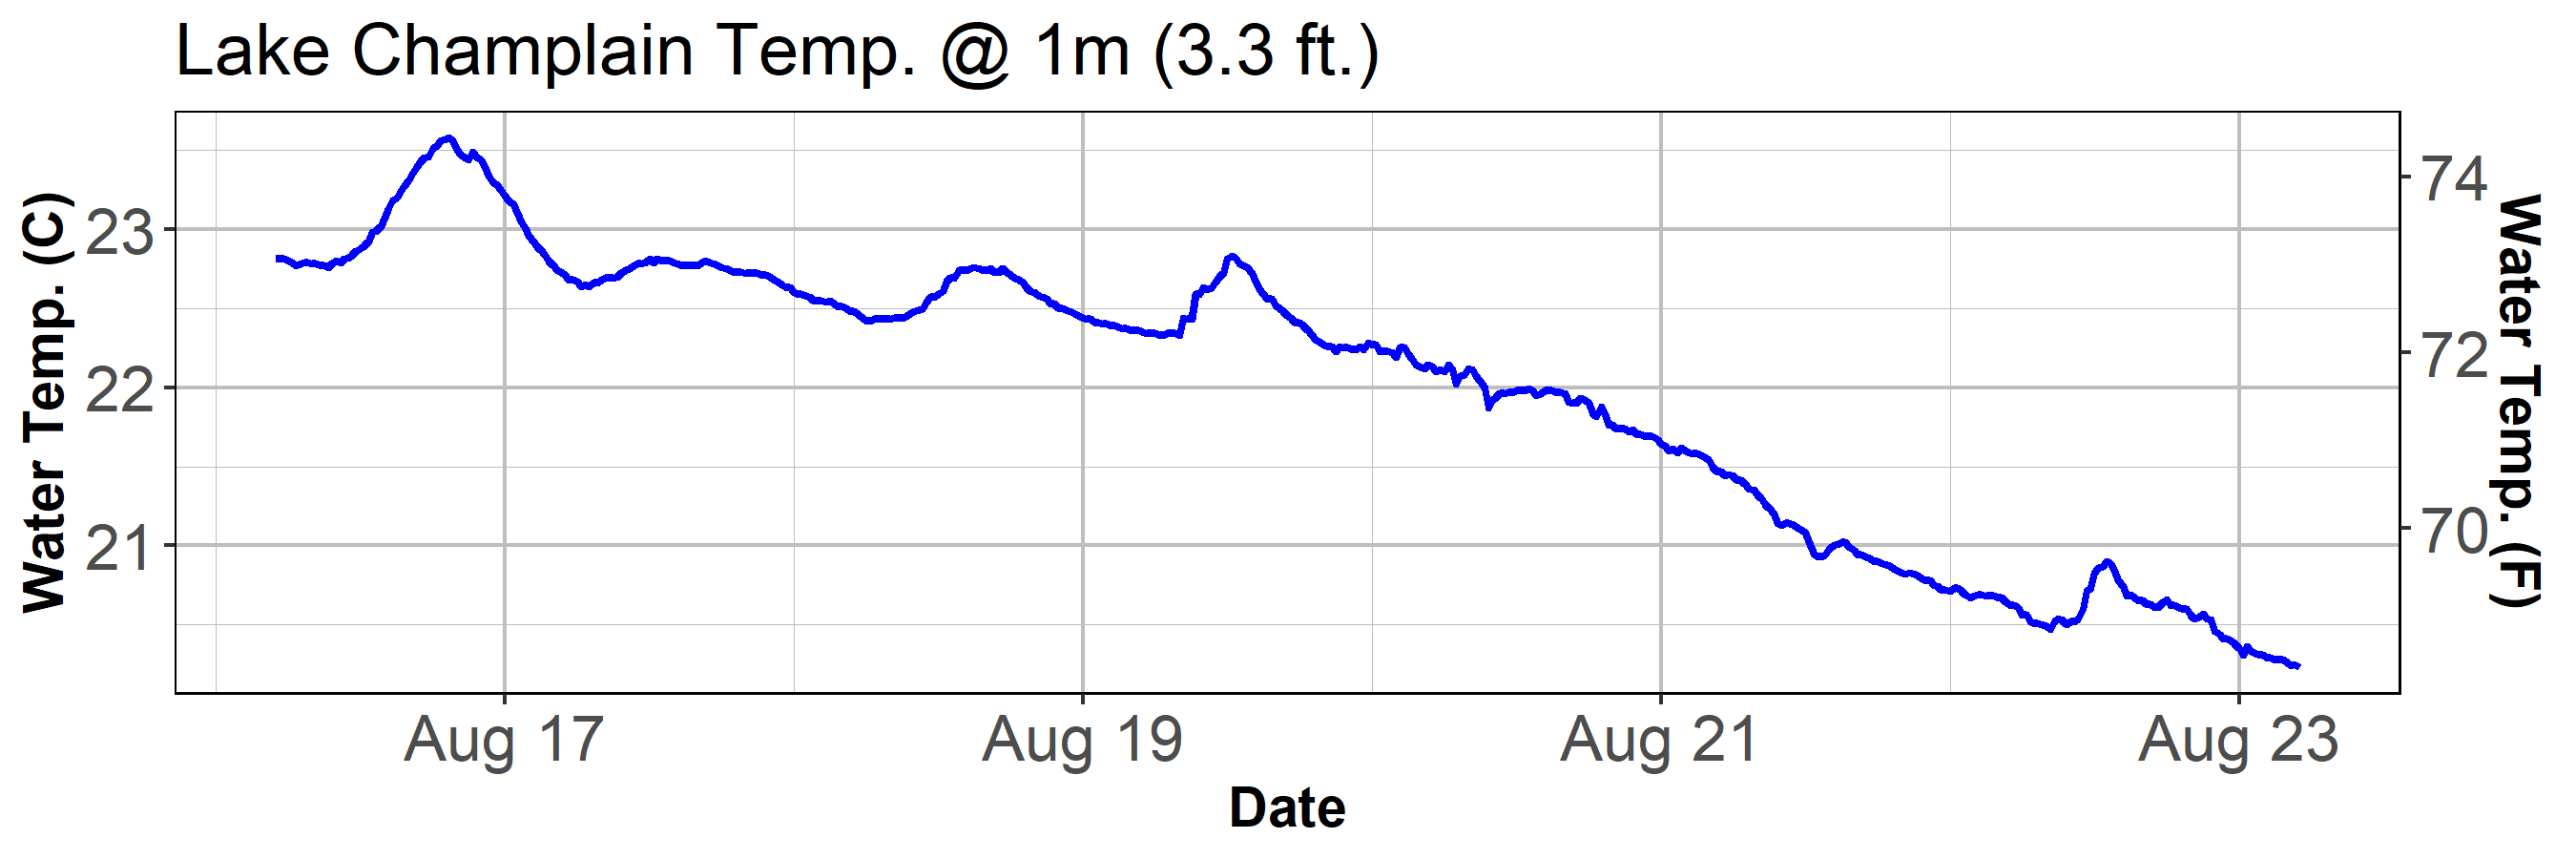 Lake Champlain Temp. @ 1m (3.3 ft.)
Water Temp. (C)
23
22
21
74
72
70
Water Temp. (F)
Aug 17
Aug 19
Aug 21
Aug 23
Date